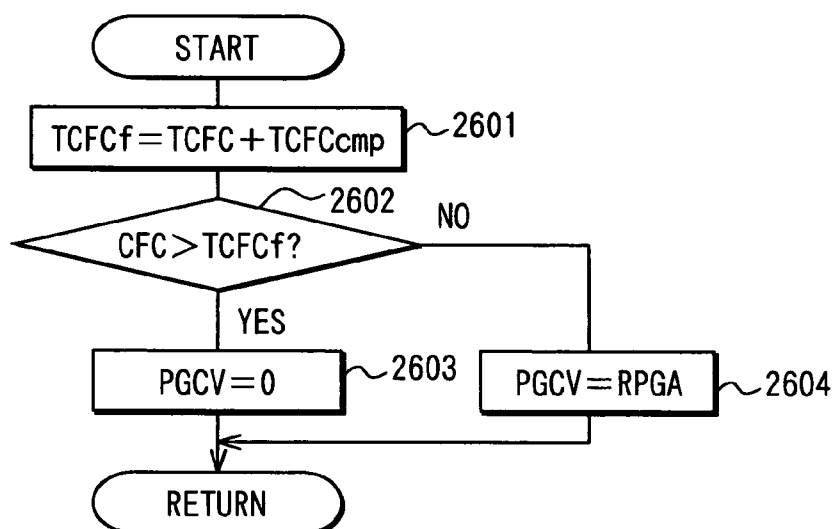 START
TCFCf=TCFC+TCFCcmp
2601
2602
CFC>TCFCf?
NO
YES
PGCV=0
2603
PGCV=RPGA
2604
RETURN